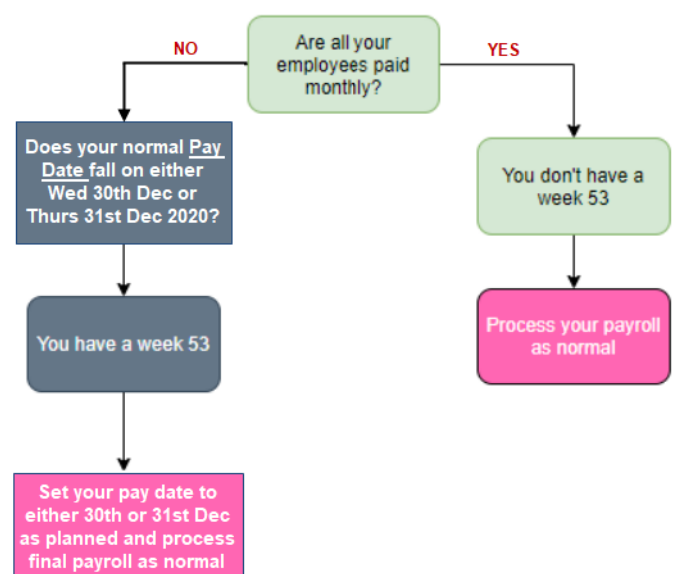 Are all your
employees paid
monthly?
NO
YES
Does your normal Pay
Date fall on either
Wed 30th Dec or
Thurs 31st Dec 2020?
You don't have a
week 53
You have a week 53
Process your payroll
as normal
Set your pay date to
either 30th or 31st Dec
as planned and process
final payroll as normal